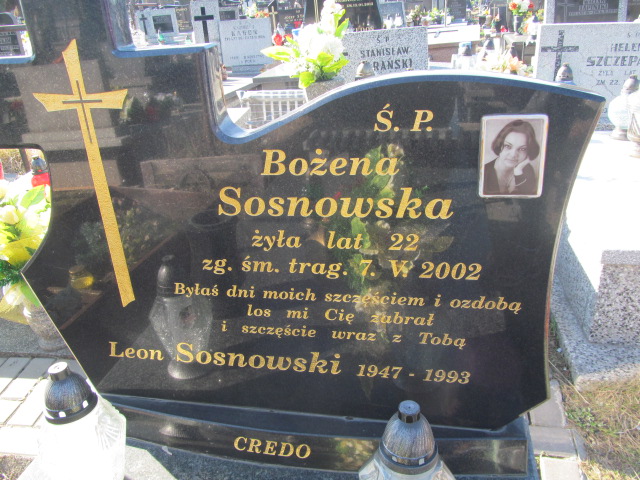 Ś. P.
Bożena
Sosnowska
żyła lat 22
zg. śm. trag. 7. V 2002
Byłaś dni moich szczęściem i ozdobą
los mi Cię zabrał
i szczęście wraz z Tobą
Leon Sosnowski 1947 - 1993
CREDO
STANISŁAW